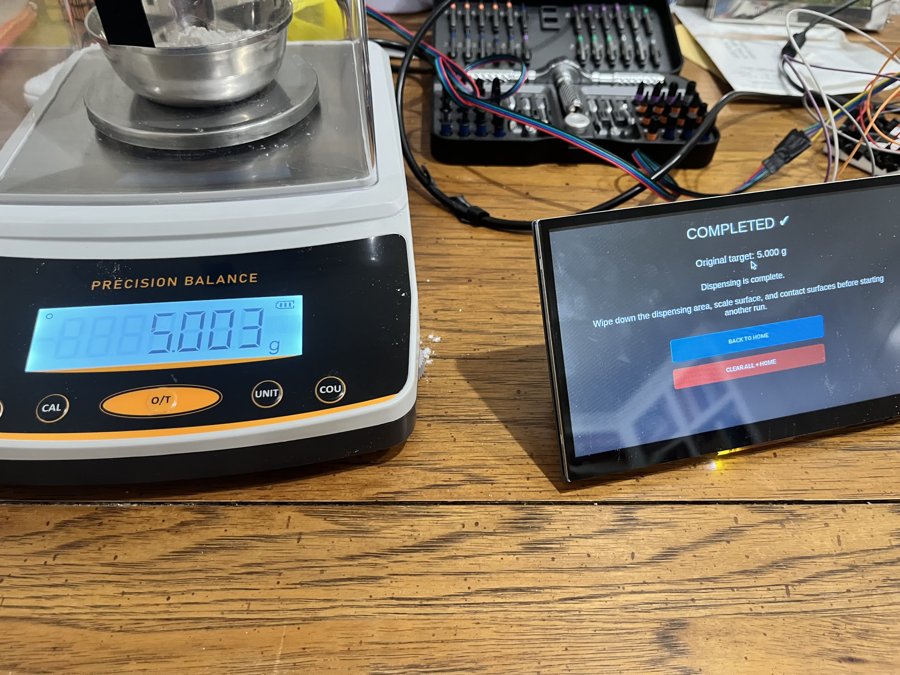 PRECISION BALANCE
5.003
g
CAL
O/T
UNIT
COU
COMPLETED ✔
Original target: 5.000 g
Dispensing is complete.
Wipe down the dispensing area, scale surface, and contact surfaces before starting
another run.
BACK TO HOME
CLEAR ALL + HOME